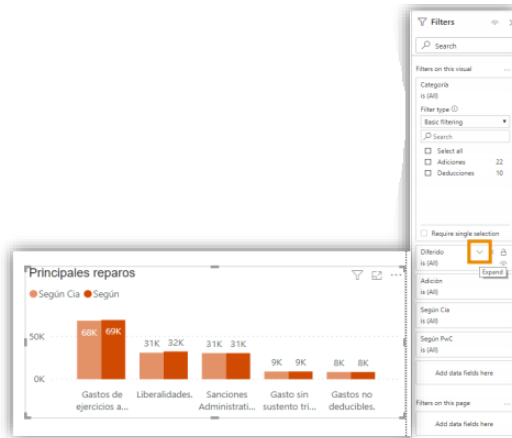 Filters
Search
Filters on this visual
Categoría
is (All)
Filter type
Basic filtering
Search
Select all
Adiciones 22
Deducciones 10
Require single selection
Diferido
is (All)
Expand
Adición
is (All)
Según Cia
is (All)
Según PwC
is (All)
Add data fields here
Filters on this page
Add data fields here
Principales reparos
Según Cia Según
50K
0K
68K 69K
31K 32K
31K 31K
9K 9K
8K 8K
Gastos de ejercicios a...
Liberalidades.
Sanciones Administrati...
Gasto sin sustento tri...
Gastos no deducibles.